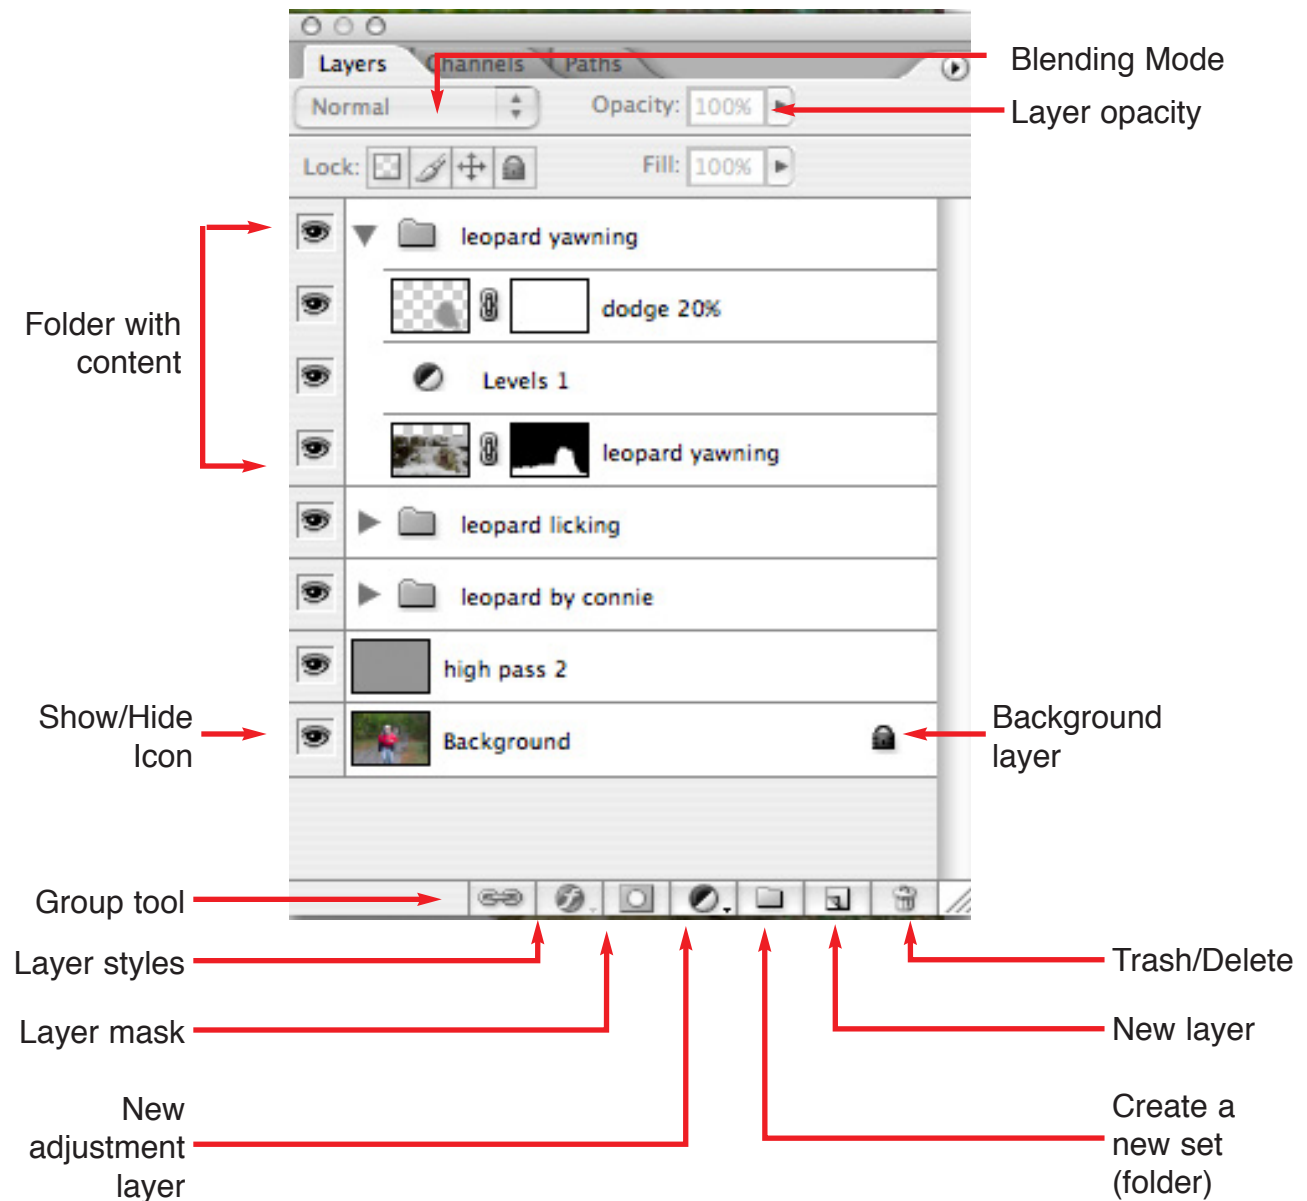 Layers Channels Paths
Blending Mode
Normal Opacity: 100%
Layer opacity
Lock: Fill: 100%
leopard yawning
dodge 20%
Folder with
content
Levels 1
leopard yawning
leopard licking
leopard by connie
high pass 2
Show/Hide
Icon
Background
Background
layer
Group tool
Layer styles
Trash/Delete
Layer mask
New layer
New
adjustment
layer
Create a
new set
(folder)